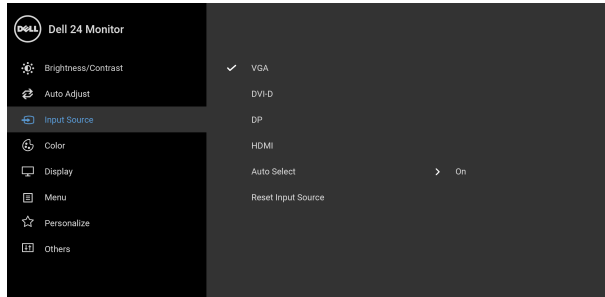 DELL Dell 24 Monitor
Brightness/Contrast
Auto Adjust
Input Source
Color
Display
Menu
Personalize
Others
VGA
DVI-D
DP
HDMI
Auto Select On
Reset Input Source